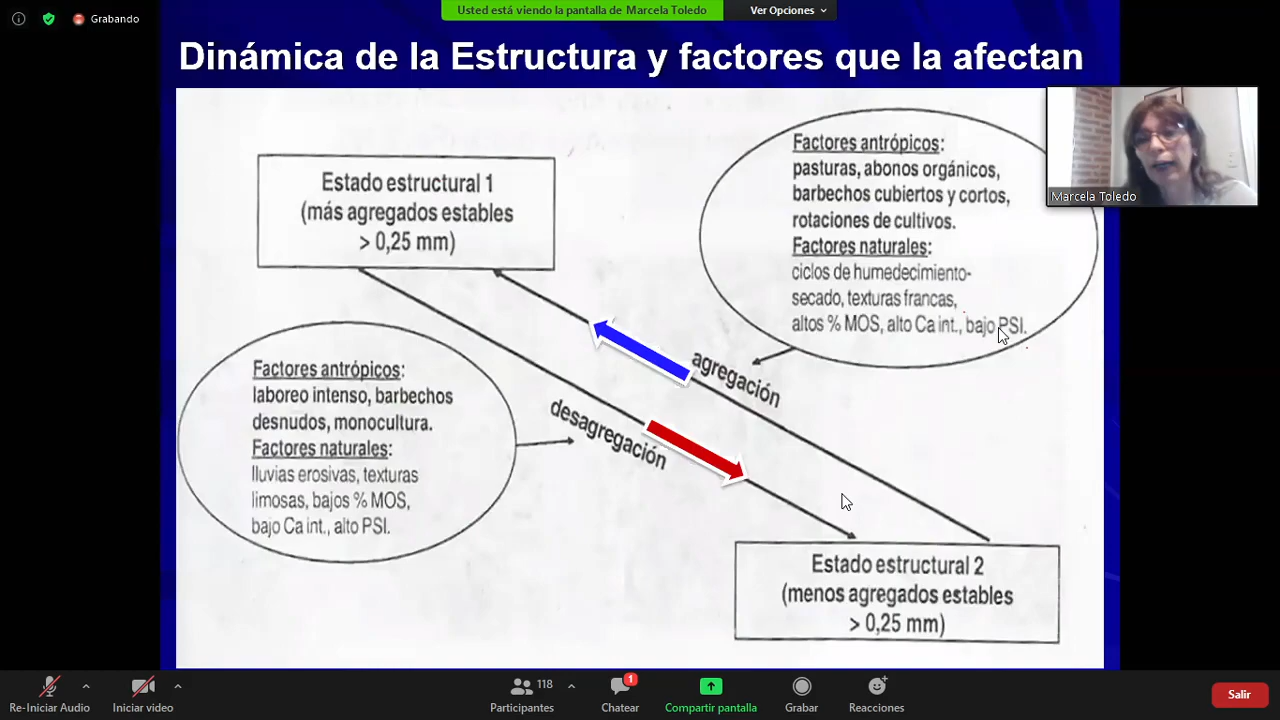 Grabando
Usted está viendo la pantalla de Marcela Toledo
Ver Opciones
Dinámica de la Estructura y factores que la afectan
Marcela Toledo
Estado estructural 1
(más agregados estables
> 0,25 mm)
Factores antrópicos:
pasturas, abonos orgánicos,
barbechos cubiertos y cortos,
rotaciones de cultivos.
Factores naturales:
ciclos de humedecimiento-
secado, texturas francas,
altos % MOS, alto Ca int., bajo PSI.
agregación
desagregación
Factores antrópicos:
laboreo intenso, barbechos
desnudos, monocultura.
Factores naturales:
lluvias erosivas, texturas
limosas, bajos % MOS,
bajo Ca int., alto PSI.
Estado estructural 2
(menos agregados estables
> 0,25 mm)
Re-Iniciar Audio
Iniciar video
118
Participantes
1
Chatear
Compartir pantalla
Grabar
Reacciones
Salir